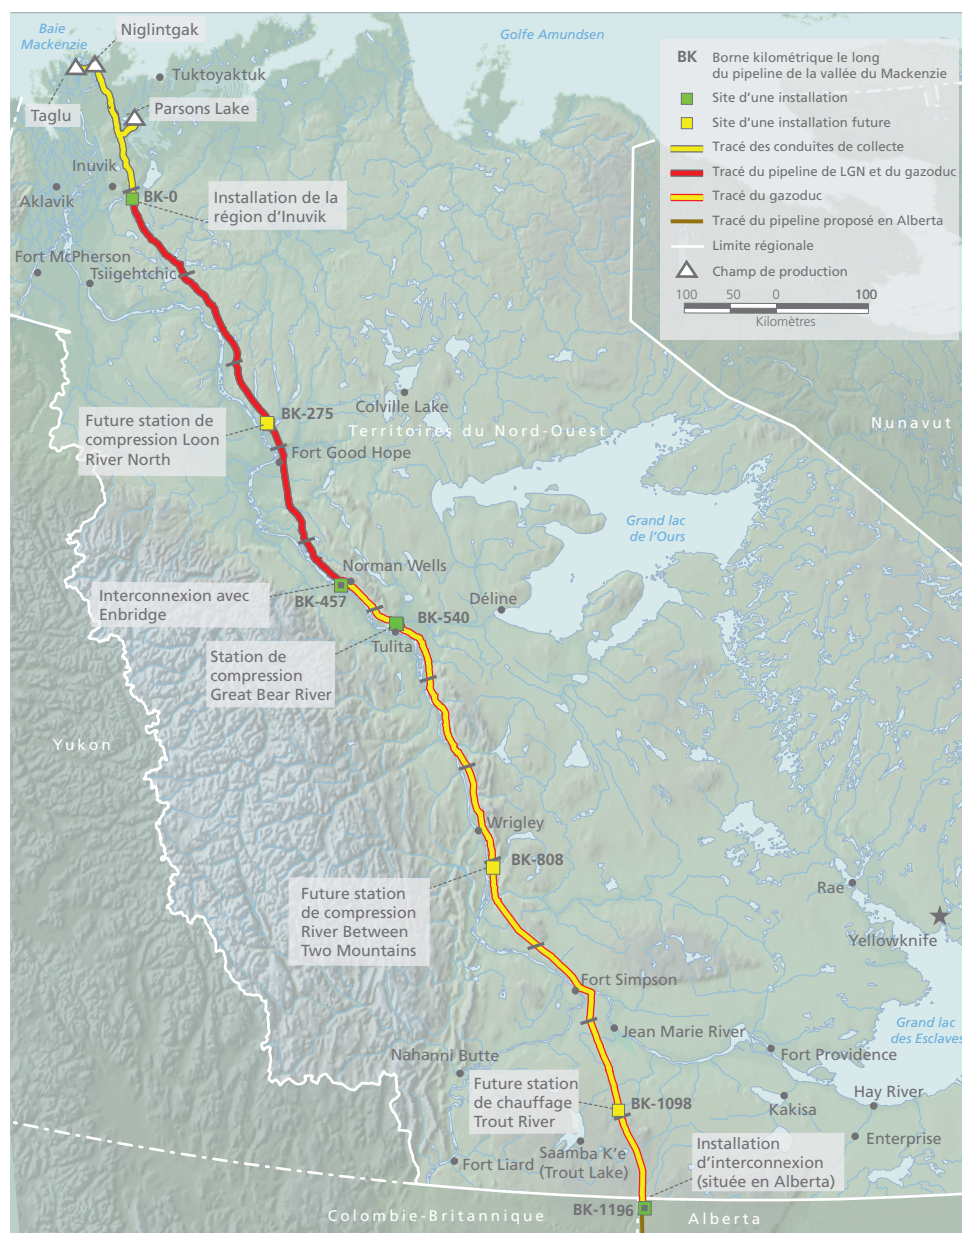 Baie
Mackenzie
Niglintgak
Golfe Amundsen
Tuktoyaktuk
Taglu
Parsons Lake
Inuvik
Aklavik
BK-0
Installation de la
région d'Inuvik
Fort McPherson
Tsiigehtchic
BK Borne kilométrique le long
du pipeline de la vallée du Mackenzie
Site d'une installation
Site d'une installation future
Tracé des conduites de collecte
Tracé du pipeline de LGN et du gazoduc
Tracé du gazoduc
Tracé du pipeline proposé en Alberta
Limite régionale
Champ de production
100 50 0 100
Kilomètres
Colville Lake
Future station de
compression Loon
River North
BK-275
Territoires du Nord-Ouest
Nunavut
Fort Good Hope
Grand lac
de l'Ours
Norman Wells
Interconnexion avec
Enbridge
BK-457
Déline
BK-540
Tulita
Station de
compression
Great Bear River
Yukon
Wrigley
BK-808
Future station
de compression
River Between
Two Mountains
Rae
Yellowknife
Fort Simpson
Jean Marie River
Grand lac
des Esclaves
Nahanni Butte
Fort Providence
Future station
de chauffage
Trout River
BK-1098
Hay River
Kakisa
Enterprise
Saamba K'e
(Trout Lake)
Fort Liard
Installation
d'interconnexion
(située en Alberta)
BK-1196
Colombie-Britannique
Alberta